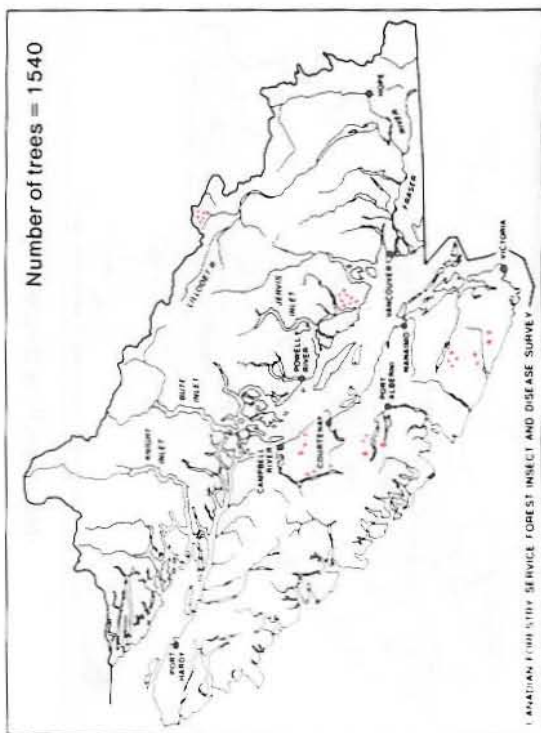 Number of trees = 1540
PORT
HARDY
KNIGHT
INLET
BUTE
INLET
CAMPBELL
RIVER
COURTENAY
POWELL
RIVER
JERVIS
INLET
LILLOOET R
PORT
ALBERNI
NANAIMO
VANCOUVER
FRASER
RIVER
HOPE
VICTORIA
CANADIAN FORESTRY SERVICE FOREST INSECT AND DISEASE SURVEY